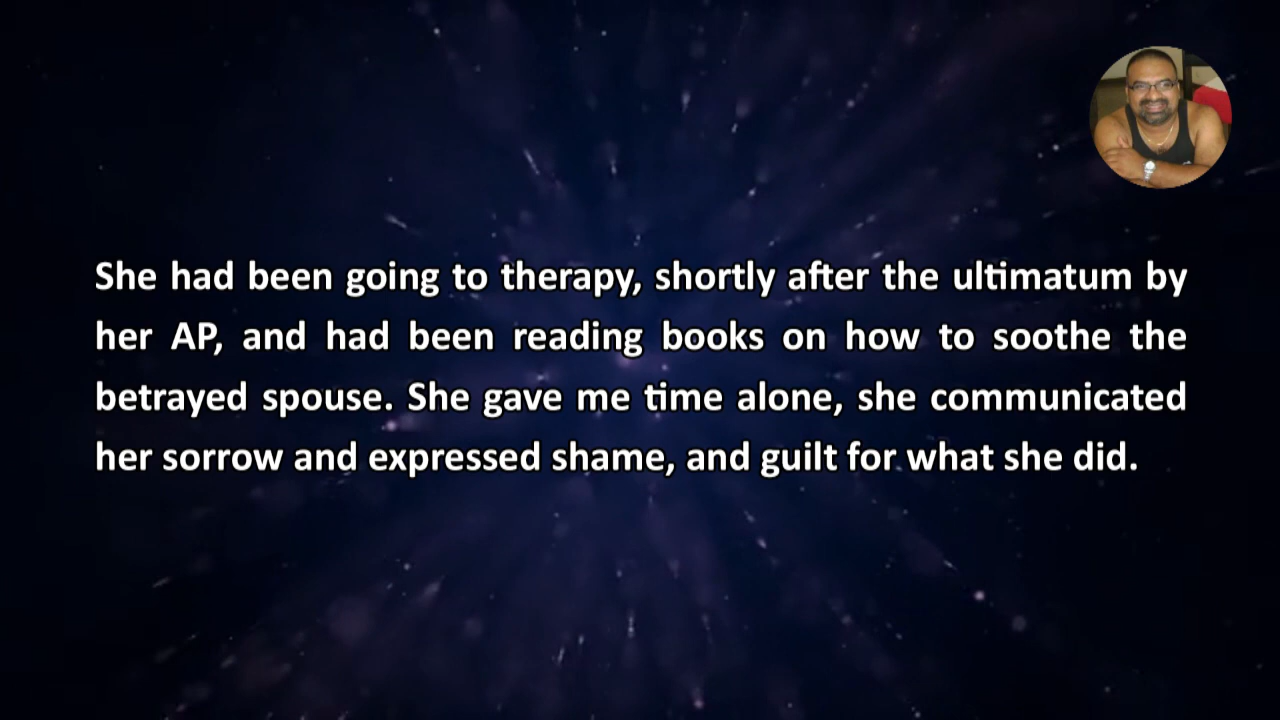 She had been going to therapy, shortly after the ultimatum by
her AP, and had been reading books on how to soothe the
betrayed spouse. She gave me time alone, she communicated
her sorrow and expressed shame, and guilt for what she did.